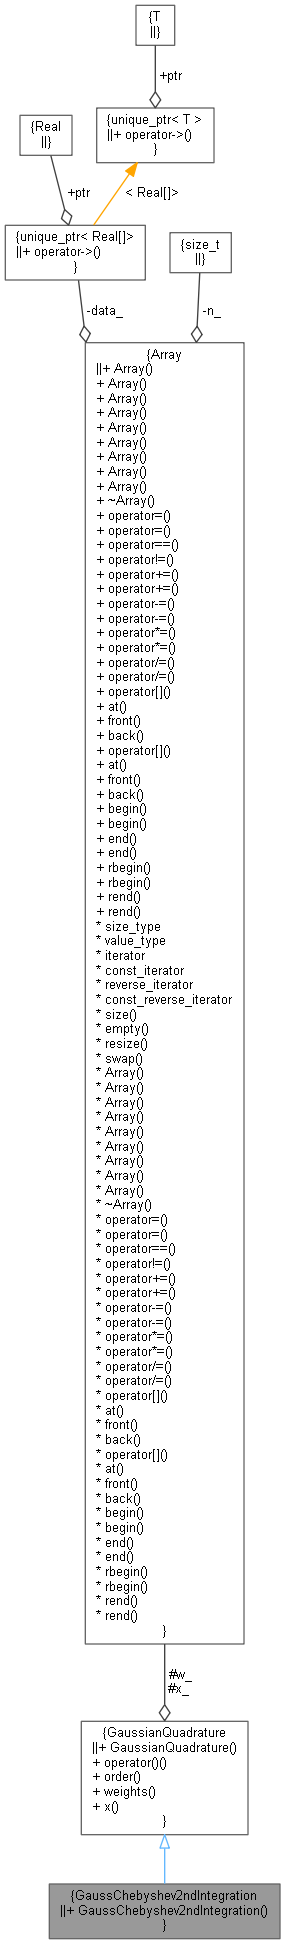 {T
||}
+ptr
{Real
||}
{unique_ptr< T >
||+ operator->()
}
+ptr
< Real[]>
{unique_ptr< Real[]>
||+ operator->()
}
{size_t
||}
-data_
-n_
{Array
||+ Array()
+ Array()
+ Array()
+ Array()
+ Array()
+ Array()
+ Array()
+ Array()
+ Array()
+ ~Array()
+ operator=()
+ operator=()
+ operator==()
+ operator!=()
+ operator+=()
+ operator+=()
+ operator-=()
+ operator-=()
+ operator*=()
+ operator*=()
+ operator/=()
+ operator/=()
+ operator[]()
+ at()
+ front()
+ back()
+ operator[]()
+ at()
+ front()
+ back()
+ begin()
+ begin()
+ end()
+ end()
+ rbegin()
+ rbegin()
+ rend()
+ rend()
* size_type
* value_type
* iterator
* const_iterator
* reverse_iterator
* const_reverse_iterator
* size()
* empty()
* resize()
* swap()
* Array()
* Array()
* Array()
* Array()
* Array()
* Array()
* Array()
* Array()
* Array()
* ~Array()
* operator=()
* operator=()
* operator==()
* operator!=()
* operator+=()
* operator+=()
* operator-=()
* operator-=()
* operator*=()
* operator*=()
* operator/=()
* operator/=()
* operator[]()
* at()
* front()
* back()
* operator[]()
* at()
* front()
* back()
* begin()
* begin()
* end()
* end()
* rbegin()
* rbegin()
* rend()
* rend()
}
#w_
#x_
{GaussianQuadrature
||+ GaussianQuadrature()
+ operator()()
+ order()
+ weights()
+ x()
}
{GaussChebyshev2ndIntegration
||+ GaussChebyshev2ndIntegration()
}